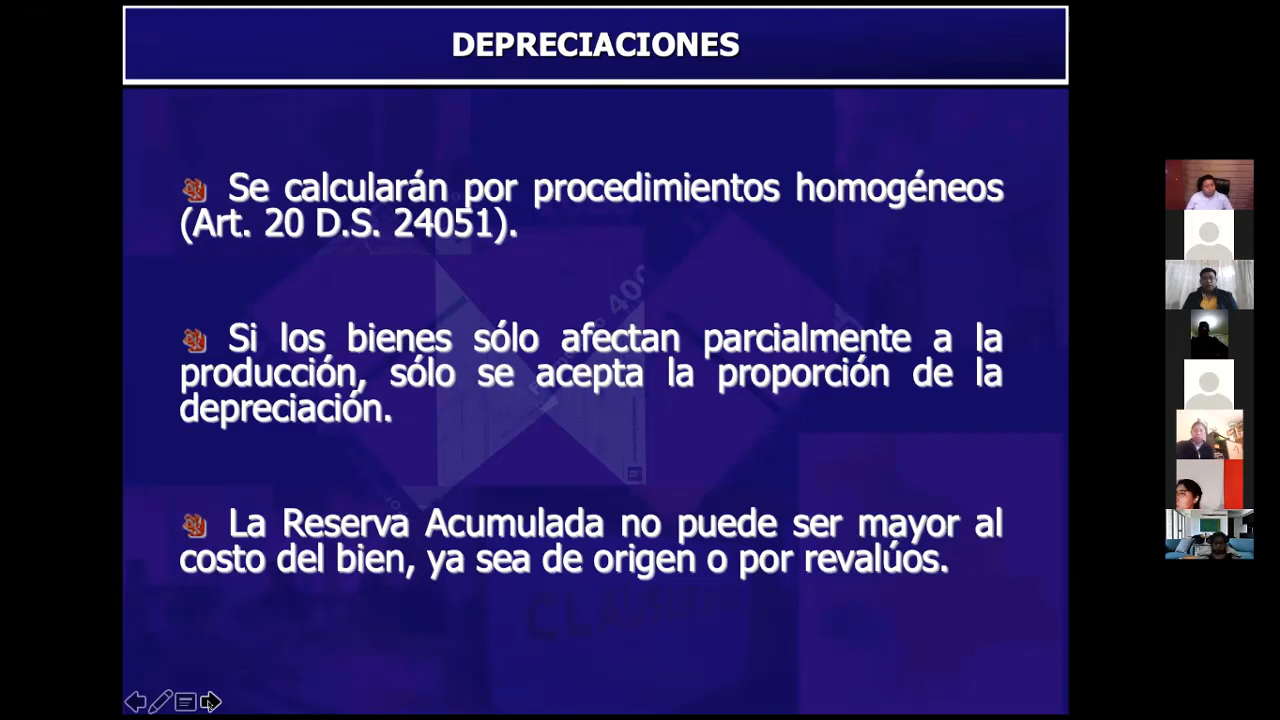 DEPRECIACIONES
Se calcularán por procedimientos homogéneos
(Art. 20 D.S. 24051).
Si los bienes sólo afectan parcialmente a la
producción, sólo se acepta la proporción de la
depreciación.
La Reserva Acumulada no puede ser mayor al
costo del bien, ya sea de origen o por revalúos.
400